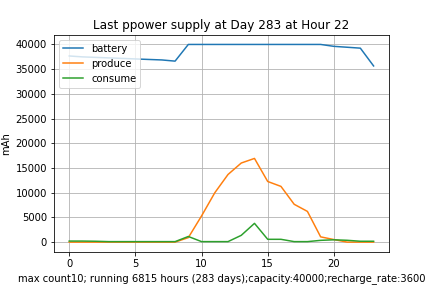 Last ppower supply at Day 283 at Hour 22
battery
produce
consume
40000
35000
30000
25000
20000
15000
10000
5000
0
mAh
0 5 10 15 20
max count10; running 6815 hours (283 days);capacity:40000;recharge_rate:3600